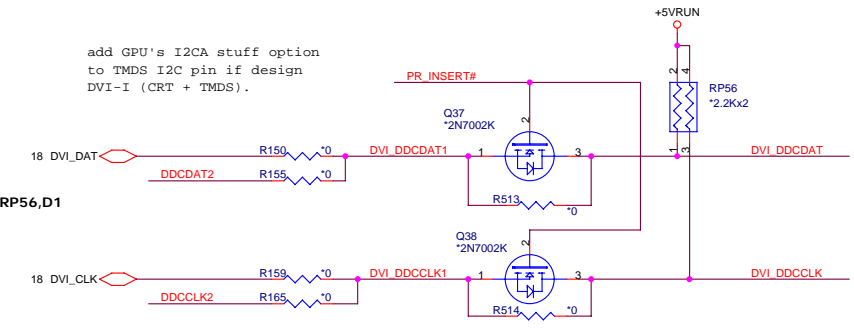 +5VRUN
add GPU's I2CA stuff option
to TMDS I2C pin if design
DVI-I (CRT + TMDS).
PR_INSERT#
2 4
RP56
*2.2Kx2
Q37
*2N7002K
2
1 3
18 DVI_DAT
R150 *0
DVI_DDCDAT1
1 3
DVI_DDCDAT
DDCDAT2
R155 *0
RP56,D1
R513 *0
Q38
*2N7002K
2
18 DVI_CLK
R159 *0
DVI_DDCCLK1
1 3
DVI_DDCCLK
DDCCLK2
R165 *0
R514 *0